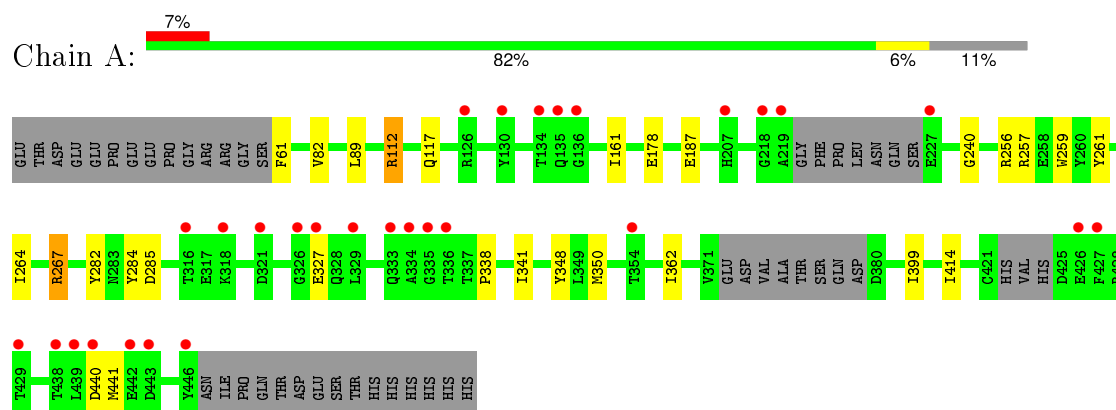 7%
Chain A:
82% 6% 11%
GLU THR ASP GLU GLU PRO GLU GLU PRO GLY ARG ARG GLY SER F61 V82 L89 R112 Q117 R126 Y130 T134 Q135 G136 I161 E178 E187 H207 G218 A219 GLY PHE PRO LEU ASN GLN SER E227 G240 R256 R257 E258 W259 Y260 Y261
I264 R267 Y282 N283 Y284 D285 T316 E317 K318 D321 G326 E327 Q328 L329 Q333 A334 G335 T336 T337 P338 I341 Y348 L349 M350 T354 I362 V371 GLU ASP VAL ALA THR SER GLN ASP D380 I399 I414 C421 HIS VAL HIS D425 E426 F427
T429 T438 L439 D440 M441 E442 D443 Y446 ASN ILE PRO GLN THR ASP GLU SER THR HIS HIS HIS HIS HIS HIS